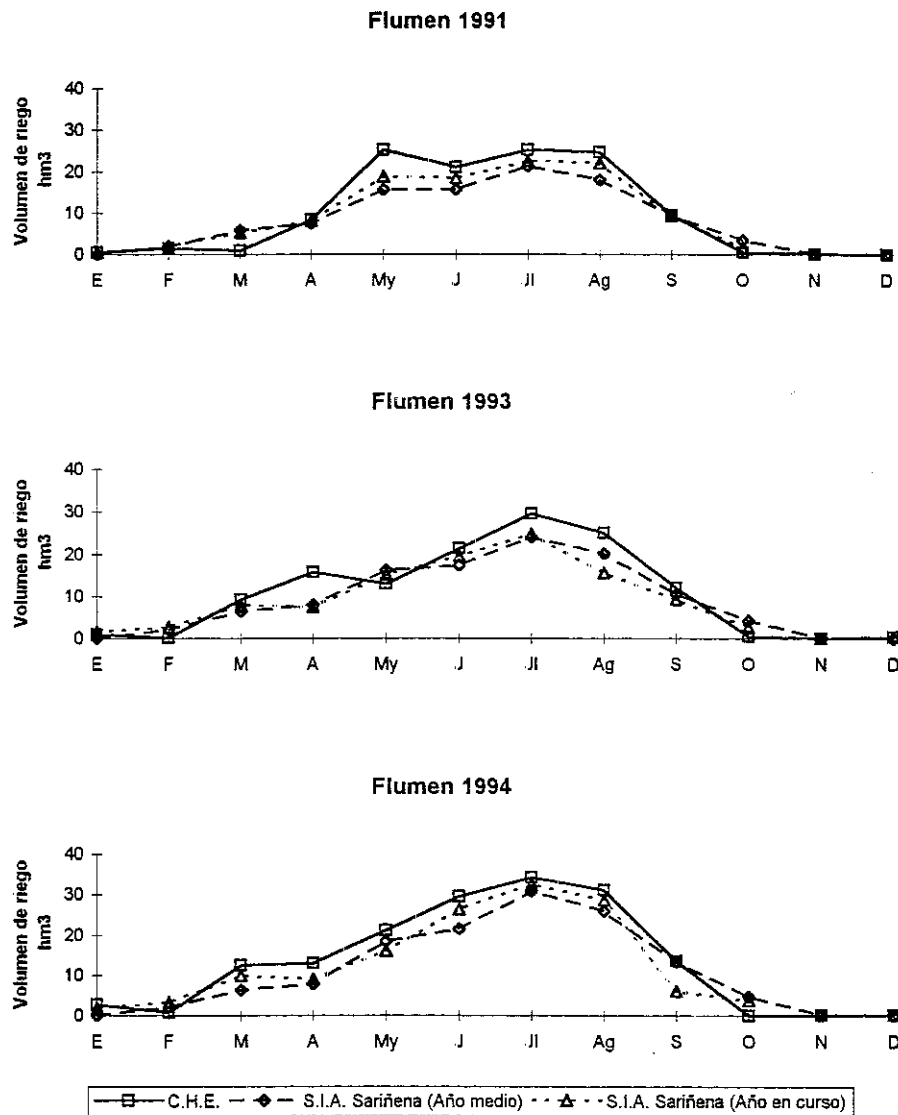 Flumen 1991
Volumen de riego
hm3
40
30
20
10
0
E F M A My J Jl Ag S O N D
Flumen 1993
Volumen de riego
hm3
40
30
20
10
0
E F M A My J Jl Ag S O N D
Flumen 1994
Volumen de riego
hm3
40
30
20
10
0
E F M A My J Jl Ag S O N D
C.H.E. S.I.A. Sariñena (Año medio) S.I.A. Sariñena (Año en curso)